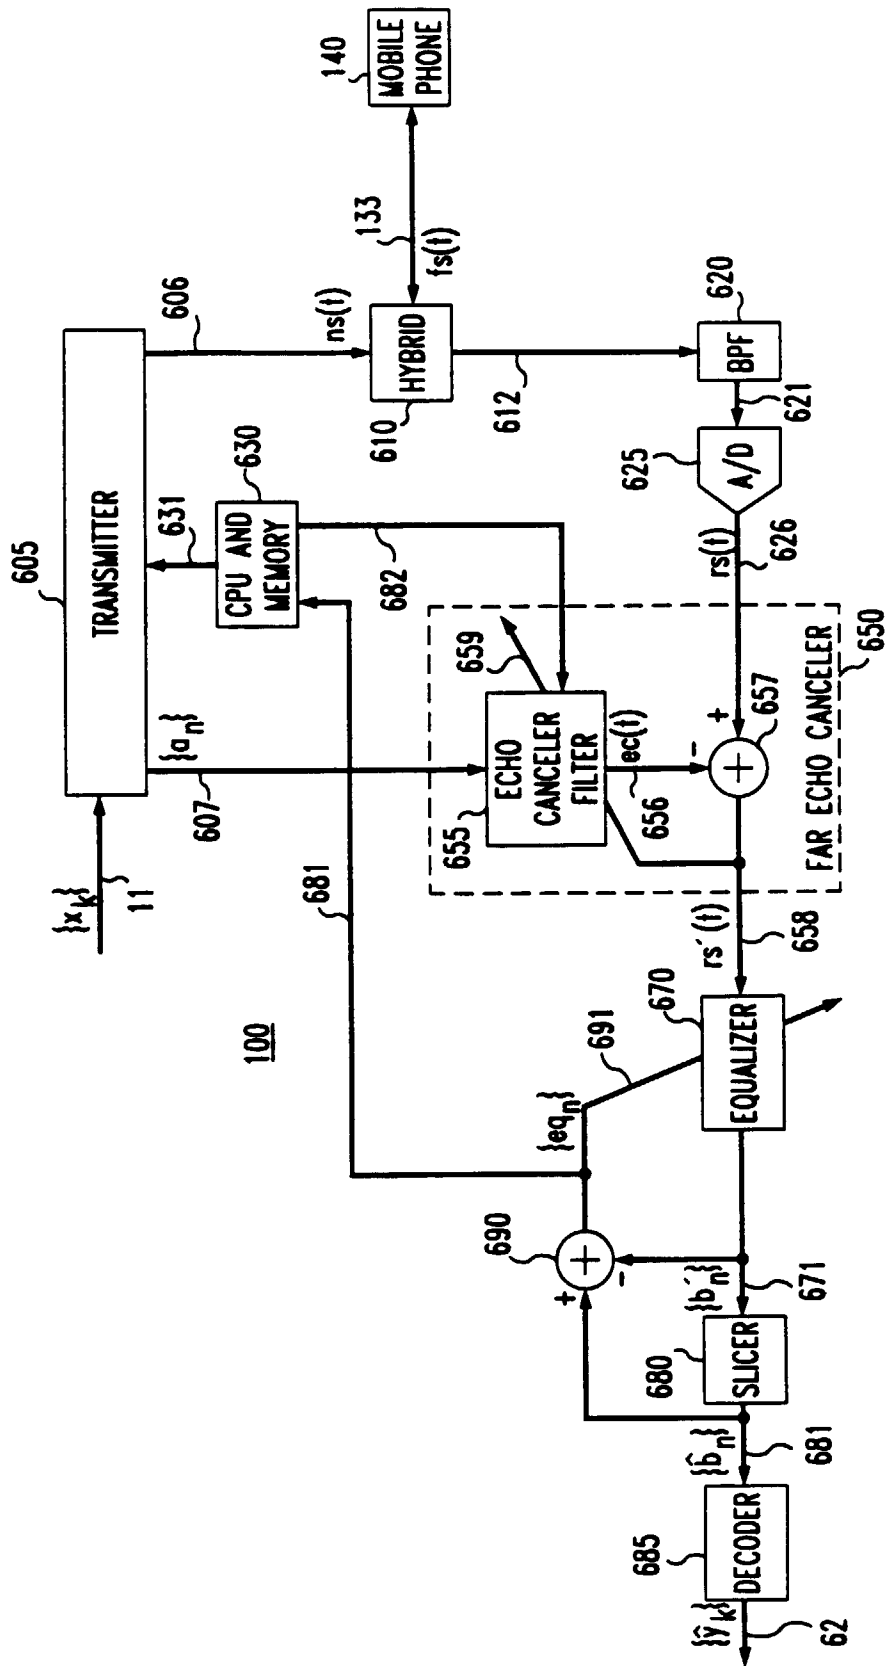 605
TRANSMITTER
{x_k}
11
{a_n}
607
606
ns(t)
631
630
CPU AND
MEMORY
681
682
610
HYBRID
133
fs(t)
140
MOBILE
PHONE
612
620
BPF
621
625
A/D
rs(t)
626
650
FAR ECHO CANCELER
655
ECHO
CANCELER
FILTER
659
ec(t)
656
+
-
+
657
rs´(t)
658
100
670
EQUALIZER
691
{eq_n}
690
+
+
-
{b´_n}
671
680
SLICER
{b̂_n}
681
685
DECODER
{ŷ_k}
62